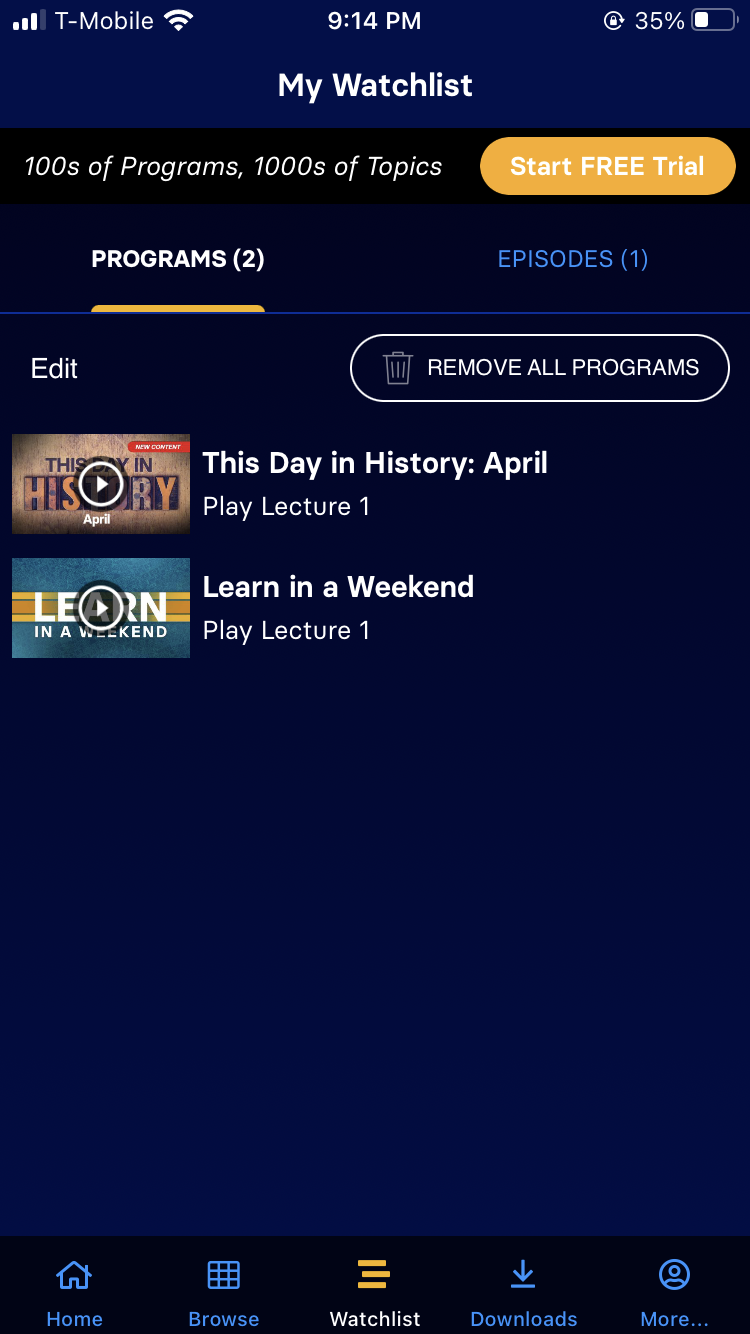 T-Mobile 9:14 PM 35%
My Watchlist
100s of Programs, 1000s of Topics Start FREE Trial
PROGRAMS (2) EPISODES (1)
Edit REMOVE ALL PROGRAMS
NEW CONTENT
THIS DAY IN
HISTORY
April
This Day in History: April
Play Lecture 1
LEARN
IN A WEEKEND
Learn in a Weekend
Play Lecture 1
Home Browse Watchlist Downloads More...